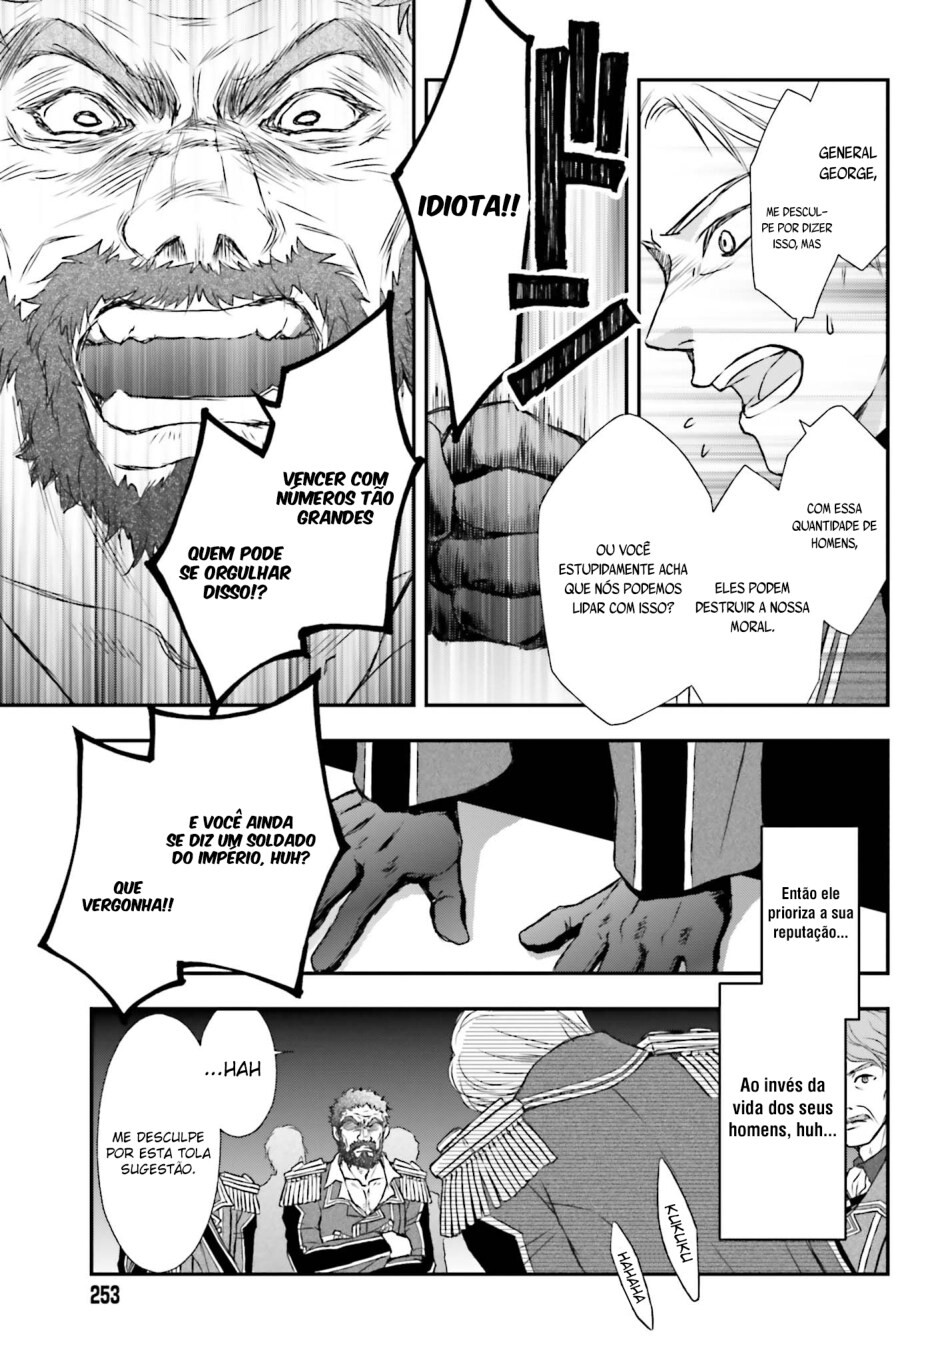 GENERAL
GEORGE,
ME DESCUL-
PE POR DIZER
ISSO, MAS
COM ESSA
QUANTIDADE DE
HOMENS,
ELES PODEM
DESTRUIR A NOSSA
MORAL.
OU VOCÊ
ESTUPIDAMENTE ACHA
QUE NÓS PODEMOS
LIDAR COM ISSO?
ドドン
IDIOTA!!
VENCER COM
NÚMEROS TÃO
GRANDES
QUEM PODE
SE ORGULHAR
DISSO!?
E VOCÊ AINDA
SE DIZ UM SOLDADO
DO IMPÉRIO, HUH?
QUE
VERGONHA!!
Então ele
prioriza a sua
reputação...
Ao invés da
vida dos seus
homens, huh...
KUKUKU
HAHAHA
...HAH
ME DESCULPE
POR ESTA TOLA
SUGESTÃO.
253